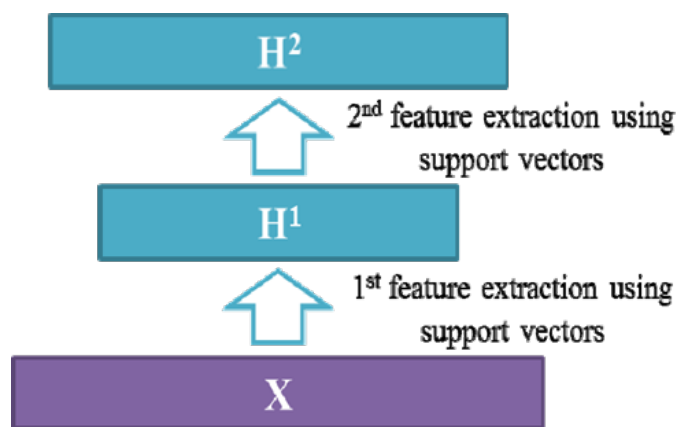 H²
2nd feature extraction using
support vectors
H¹
1st feature extraction using
support vectors
X